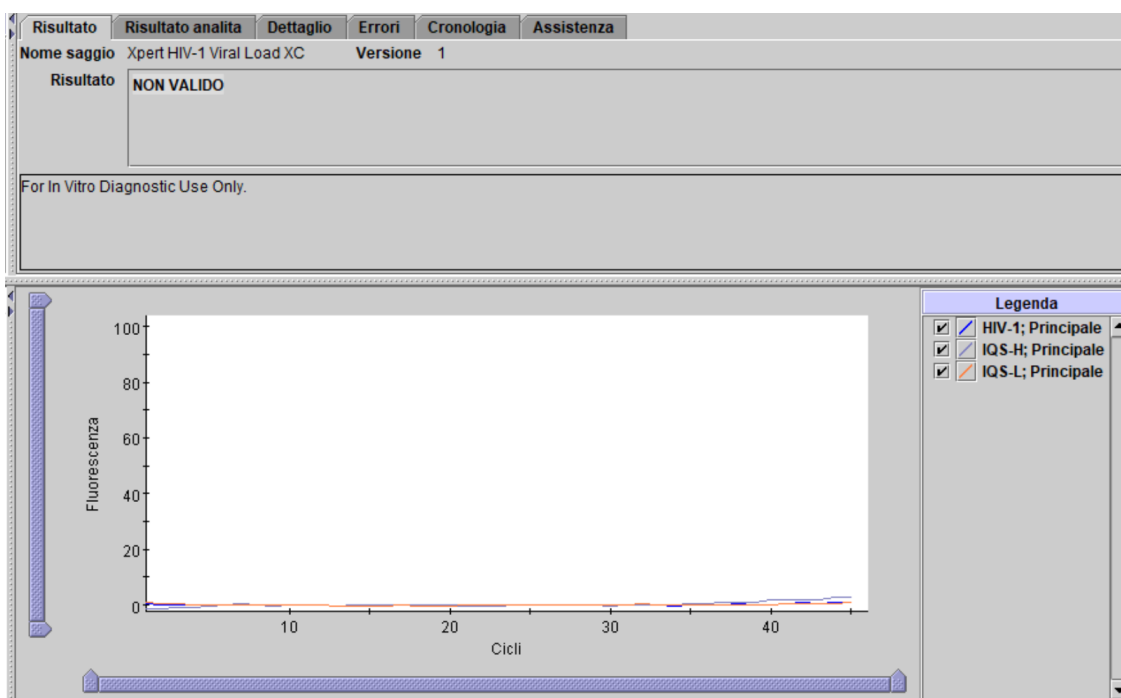 Risultato Risultato analita Dettaglio Errori Cronologia Assistenza
Nome saggio Xpert HIV-1 Viral Load XC Versione 1
Risultato NON VALIDO
For In Vitro Diagnostic Use Only.
Legenda
HIV-1; Principale
IQS-H; Principale
IQS-L; Principale
100
80
60
40
20
0
Fluorescenza
10 20 30 40
Cicli